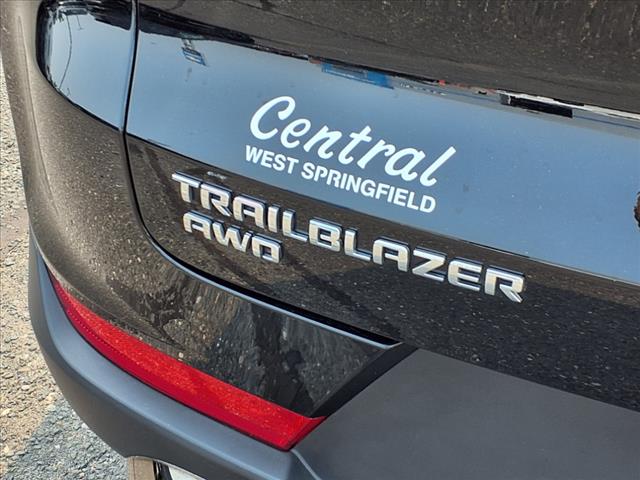 Central
WEST SPRINGFIELD
TRAILBLAZER
AWD